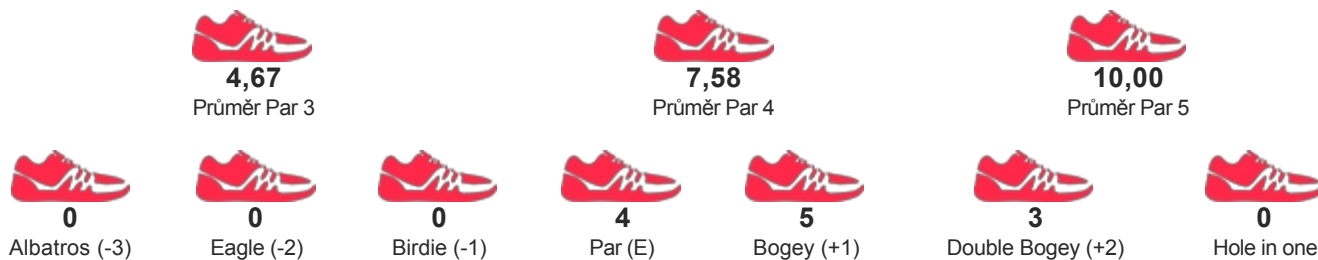 4,67 7,58 10,00
Průměr Par 3 Průměr Par 4 Průměr Par 5
0 0 0 4 5 3 0
Albatros (-3) Eagle (-2) Birdie (-1) Par (E) Bogey (+1) Double Bogey (+2) Hole in one